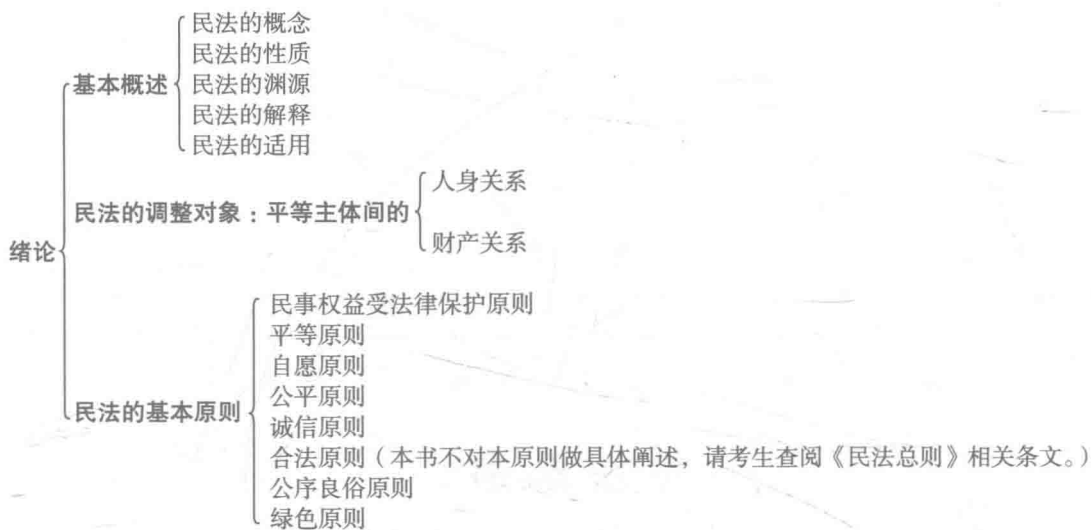 绪论
基本概述
民法的概念
民法的性质
民法的渊源
民法的解释
民法的适用
民法的调整对象：平等主体间的
人身关系
财产关系
民法的基本原则
民事权益受法律保护原则
平等原则
自愿原则
公平原则
诚信原则
合法原则（本书不对本原则做具体阐述，请考生查阅《民法总则》相关条文。）
公序良俗原则
绿色原则